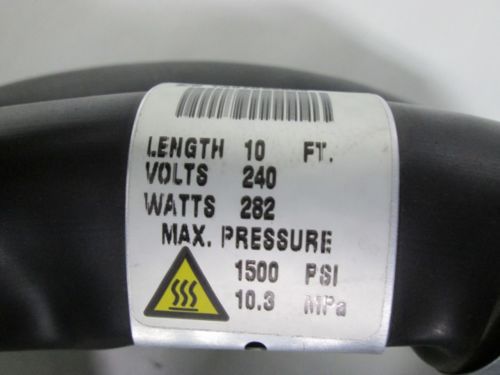 LENGTH 10 FT.
VOLTS 240
WATTS 282
MAX. PRESSURE
1500 PSI
10.3 MPa